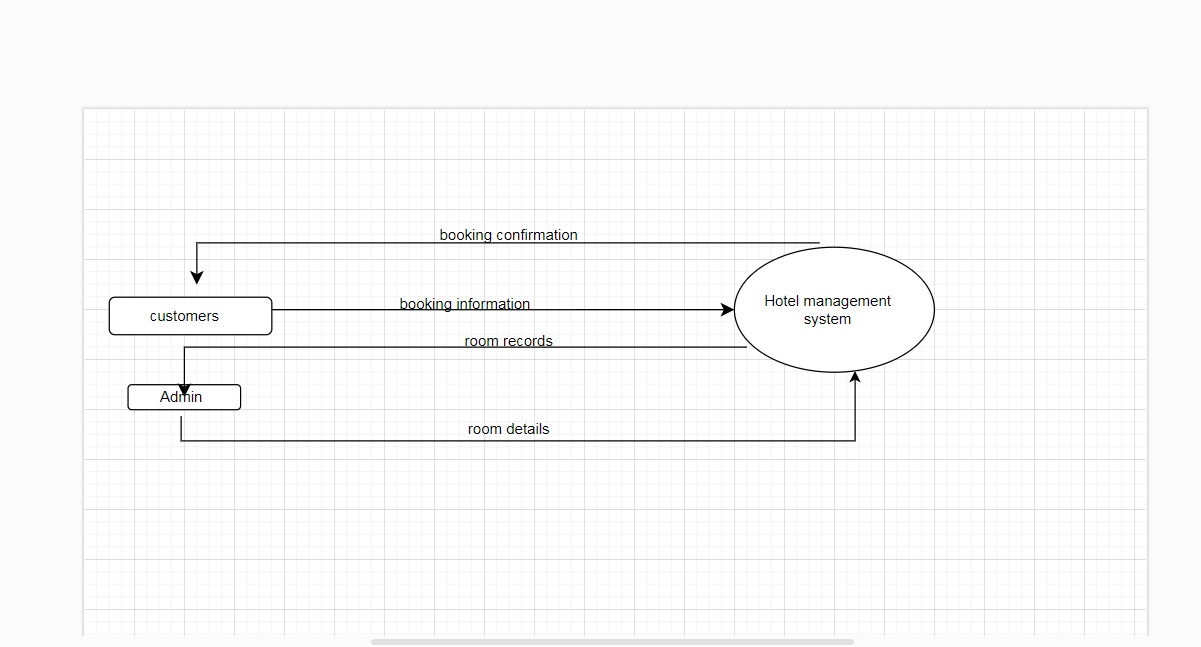 booking confirmation
booking information
Hotel management
system
customers
room records
Admin
room details